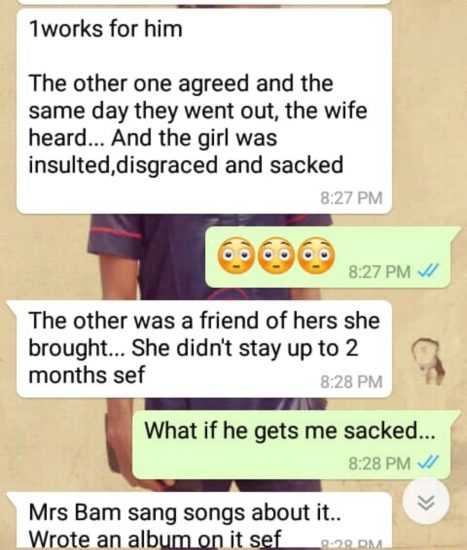 1works for him
The other one agreed and the
same day they went out, the wife
heard... And the girl was
insulted,disgraced and sacked
8:27 PM
😳😳😳 8:27 PM
The other was a friend of hers she
brought... She didn't stay up to 2
months sef
8:28 PM
What if he gets me sacked...
8:28 PM
Mrs Bam sang songs about it..
Wrote an album on it sef 8:28 PM